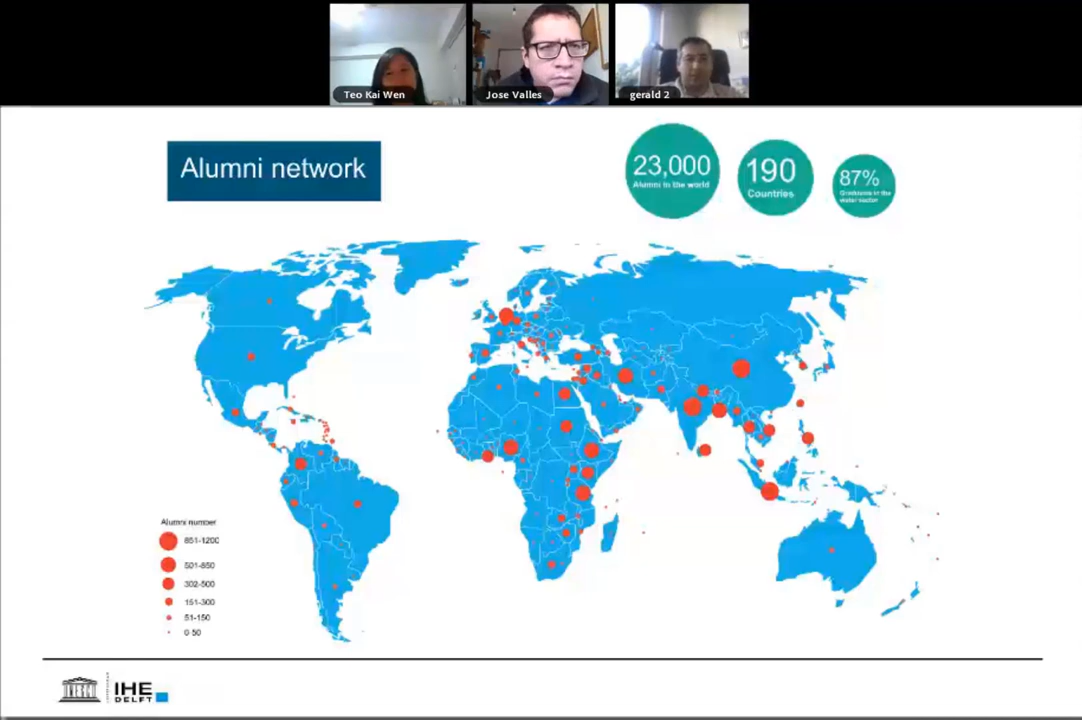 Teo Kai Wen
Jose Valles
gerald 2
Alumni network
23,000
Alumni in the world
190
Countries
87%
Graduates in the
water sector
Alumni number
851-1200
501-850
302-500
151-300
51-150
0-50
IHE
DELFT